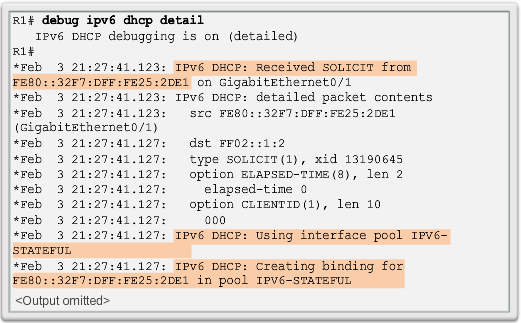 R1# debug ipv6 dhcp detail
IPv6 DHCP debugging is on (detailed)
R1#
*Feb  3 21:27:41.123: IPv6 DHCP: Received SOLICIT from
FE80::32F7:DFF:FE25:2DE1 on GigabitEthernet0/1
*Feb  3 21:27:41.123: IPv6 DHCP: detailed packet contents
*Feb  3 21:27:41.123:   src FE80::32F7:DFF:FE25:2DE1
(GigabitEthernet0/1)
*Feb  3 21:27:41.127:   dst FF02::1:2
*Feb  3 21:27:41.127:   type SOLICIT(1), xid 13190645
*Feb  3 21:27:41.127:   option ELAPSED-TIME(8), len 2
*Feb  3 21:27:41.127:     elapsed-time 0
*Feb  3 21:27:41.127:   option CLIENTID(1), len 10
*Feb  3 21:27:41.127:     000
*Feb  3 21:27:41.127: IPv6 DHCP: Using interface pool IPV6-
STATEFUL
*Feb  3 21:27:41.127: IPv6 DHCP: Creating binding for
FE80::32F7:DFF:FE25:2DE1 in pool IPV6-STATEFUL
<Output omitted>